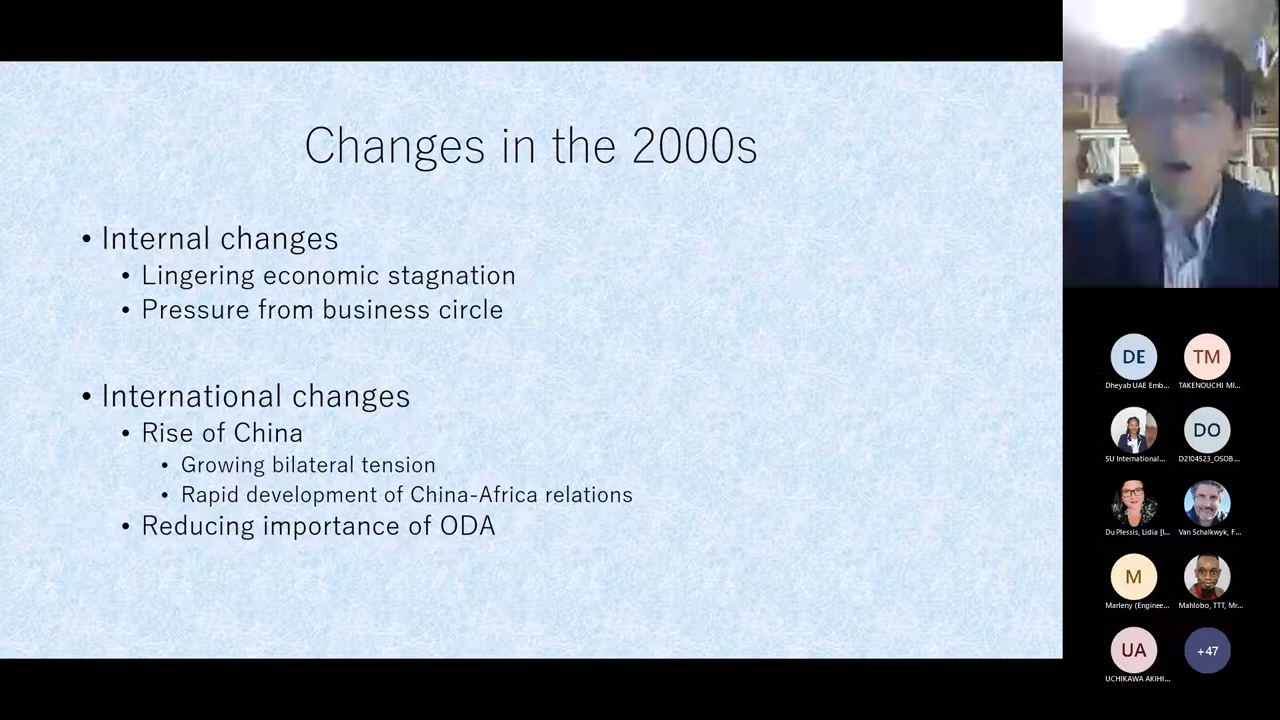 Changes in the 2000s
• Internal changes
• Lingering economic stagnation
• Pressure from business circle
• International changes
• Rise of China
• Growing bilateral tension
• Rapid development of China-Africa relations
• Reducing importance of ODA
DE
TM
Dheyab UAE Emb...
TAKENOUCHI MI...
DO
SU International...
D2104523_OSOB...
Du Plessis, Lidia [L...
Van Schalkwyk, F...
M
Marleny (Enginee...
Mahlobo, TTT, Mr...
UA
+47
UCHIKAWA AKIHI...